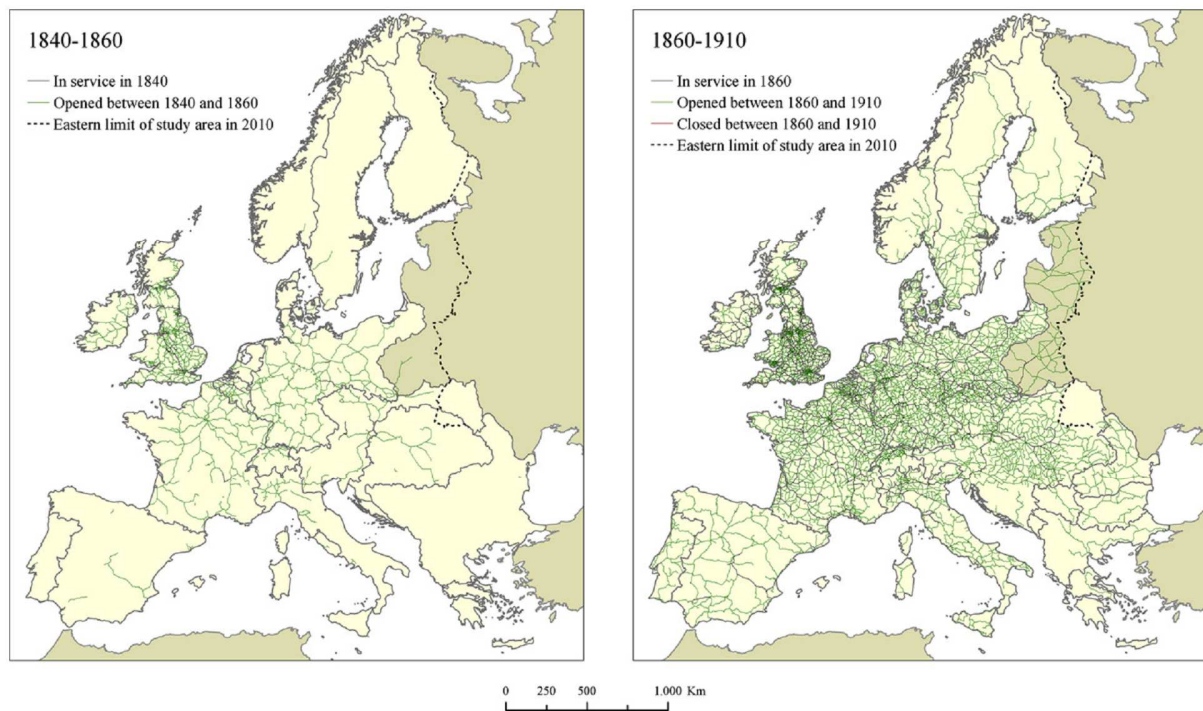 1840-1860
In service in 1840
Opened between 1840 and 1860
Eastern limit of study area in 2010
1860-1910
In service in 1860
Opened between 1860 and 1910
Closed between 1860 and 1910
Eastern limit of study area in 2010
0 250 500 1.000 Km